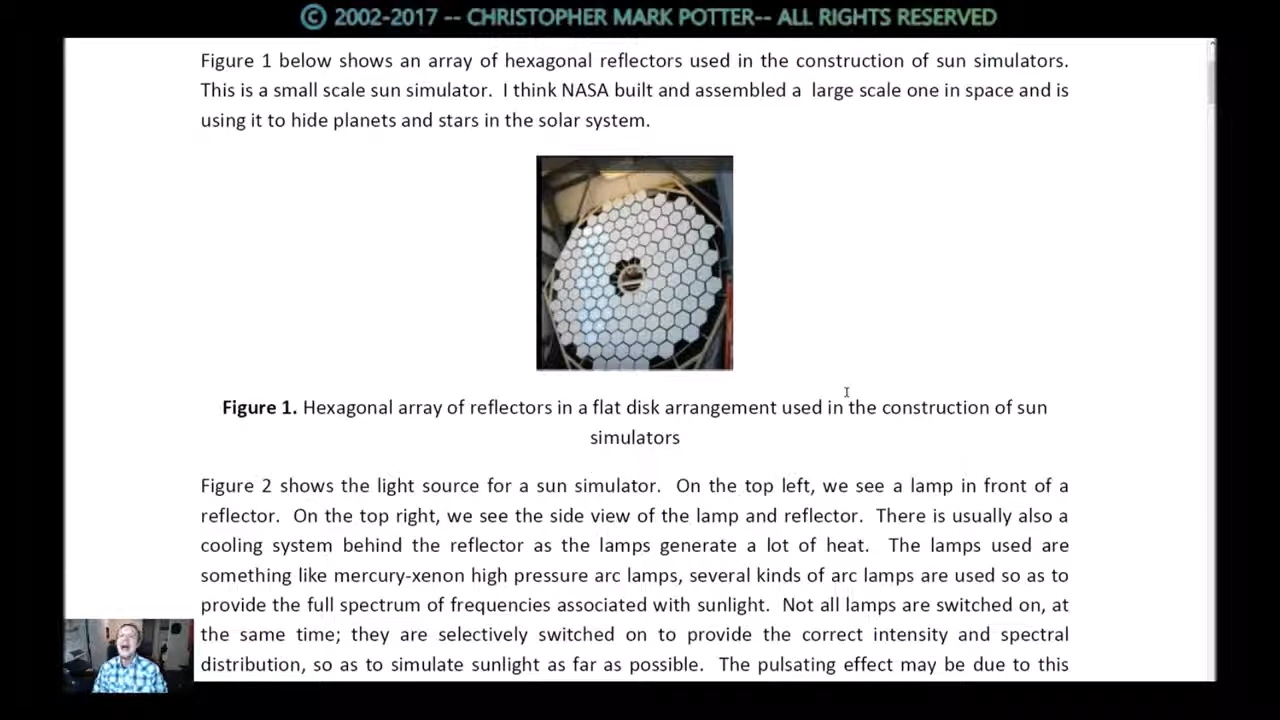 © 2002-2017 -- CHRISTOPHER MARK POTTER-- ALL RIGHTS RESERVED
Figure 1 below shows an array of hexagonal reflectors used in the construction of sun simulators.
This is a small scale sun simulator.  I think NASA built and assembled a  large scale one in space and is
using it to hide planets and stars in the solar system.
Figure 1. Hexagonal array of reflectors in a flat disk arrangement used in the construction of sun
simulators
Figure 2 shows the light source for a sun simulator.  On the top left, we see a lamp in front of a
reflector.  On the top right, we see the side view of the lamp and reflector.  There is usually also a
cooling system behind the reflector as the lamps generate a lot of heat.  The lamps used are
something like mercury-xenon high pressure arc lamps, several kinds of arc lamps are used so as to
provide the full spectrum of frequencies associated with sunlight.  Not all lamps are switched on, at
the same time; they are selectively switched on to provide the correct intensity and spectral
distribution, so as to simulate sunlight as far as possible.  The pulsating effect may be due to this